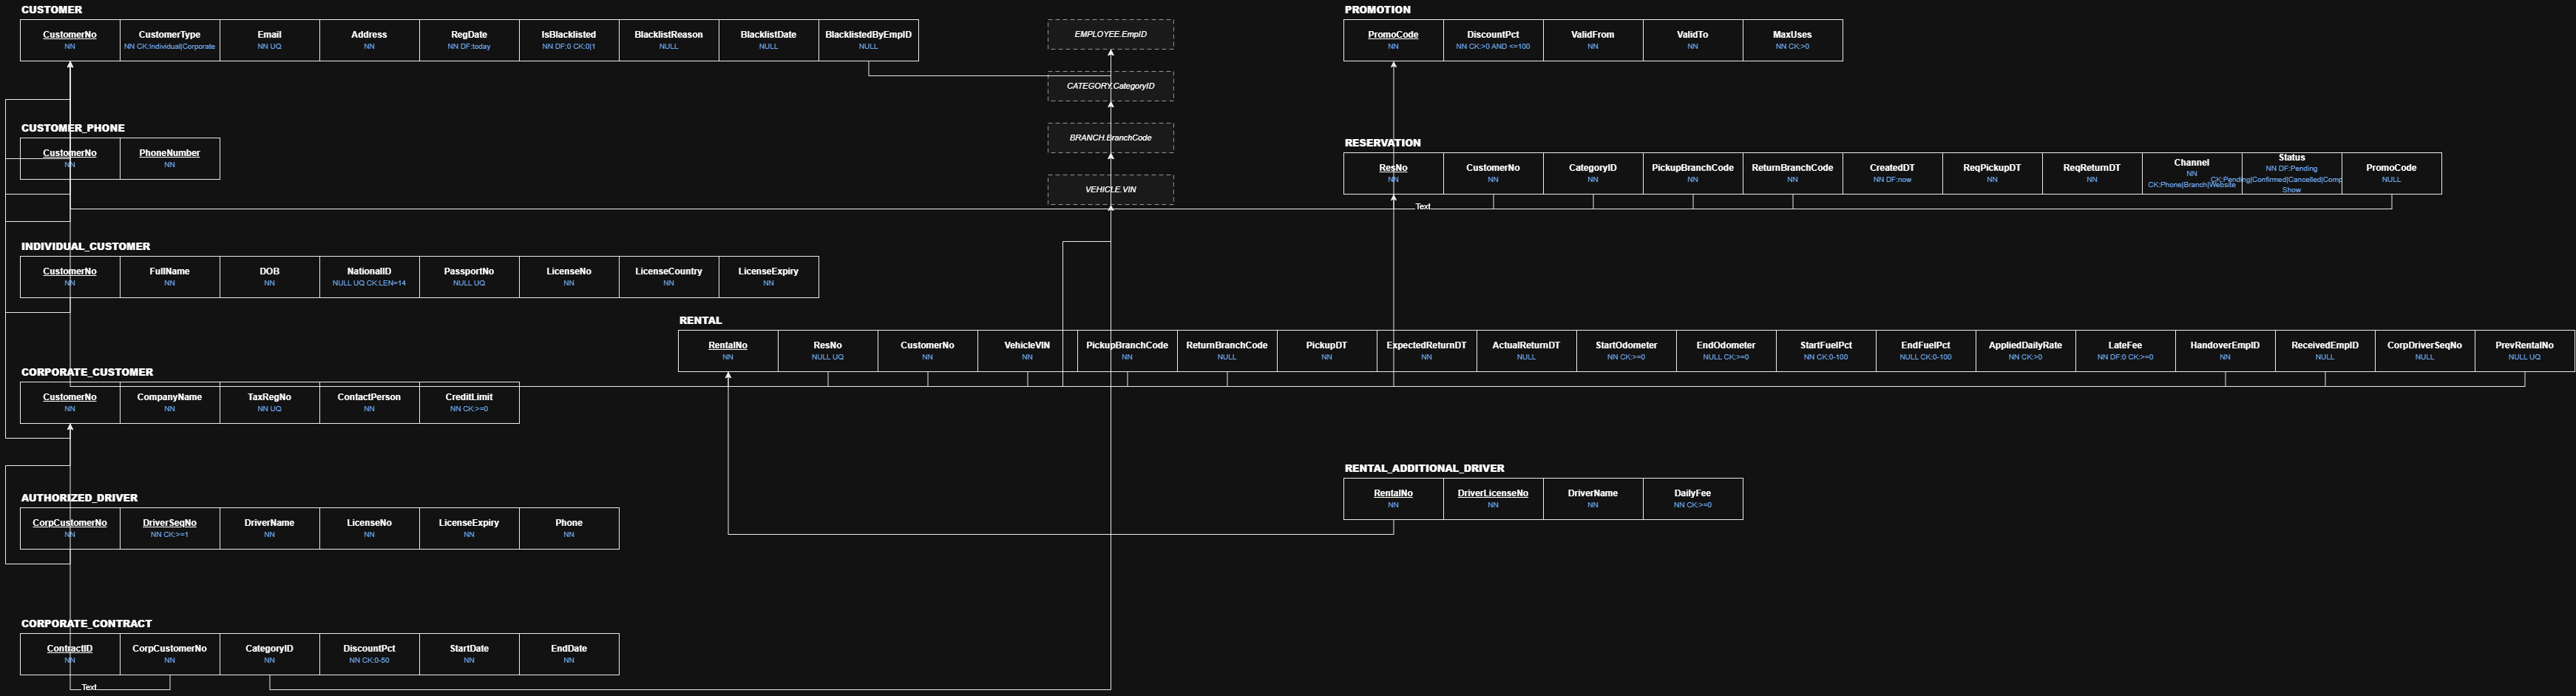 CUSTOMER
CustomerNo CustomerType Email Address RegDate IsBlacklisted BlacklistReason BlacklistDate BlacklistedByEmpID
NN NN CK:Individual|Corporate NN UQ NN NN DF:today NN DF:0 CK:0|1 NULL NULL NULL
EMPLOYEE.EmpID
CATEGORY.CategoryID
BRANCH.BranchCode
VEHICLE.VIN
PROMOTION
PromoCode DiscountPct ValidFrom ValidTo MaxUses
NN NN CK:>0 AND <=100 NN NN NN CK:>0
CUSTOMER_PHONE
CustomerNo PhoneNumber
NN NN
RESERVATION
ResNo CustomerNo CategoryID PickupBranchCode ReturnBranchCode CreatedDT ReqPickupDT ReqReturnDT Channel Status PromoCode
NN NN NN NN NN NN DF:now NN NN NN NN DF:Pending NULL
CK:Phone|Branch|Website CK:Pending|Confirmed|Cancelled|Comp
Show
Text
INDIVIDUAL_CUSTOMER
CustomerNo FullName DOB NationalID PassportNo LicenseNo LicenseCountry LicenseExpiry
NN NN NN NULL UQ CK:LEN=14 NULL UQ NN NN NN
RENTAL
RentalNo ResNo CustomerNo VehicleVIN PickupBranchCode ReturnBranchCode PickupDT ExpectedReturnDT ActualReturnDT StartOdometer EndOdometer StartFuelPct EndFuelPct AppliedDailyRate LateFee HandoverEmpID ReceivedEmpID CorpDriverSeqNo PrevRentalNo
NN NULL UQ NN NN NN NULL NN NN NULL NN CK:>=0 NULL CK:>=0 NN CK:0-100 NULL CK:0-100 NN CK:>0 NN DF:0 CK:>=0 NN NULL NULL NULL UQ
CORPORATE_CUSTOMER
CustomerNo CompanyName TaxRegNo ContactPerson CreditLimit
NN NN NN UQ NN NN CK:>=0
RENTAL_ADDITIONAL_DRIVER
RentalNo DriverLicenseNo DriverName DailyFee
NN NN NN NN CK:>=0
AUTHORIZED_DRIVER
CorpCustomerNo DriverSeqNo DriverName LicenseNo LicenseExpiry Phone
NN NN CK:>=1 NN NN NN NN
CORPORATE_CONTRACT
ContractID CorpCustomerNo CategoryID DiscountPct StartDate EndDate
NN NN NN NN CK:0-50 NN NN
Text